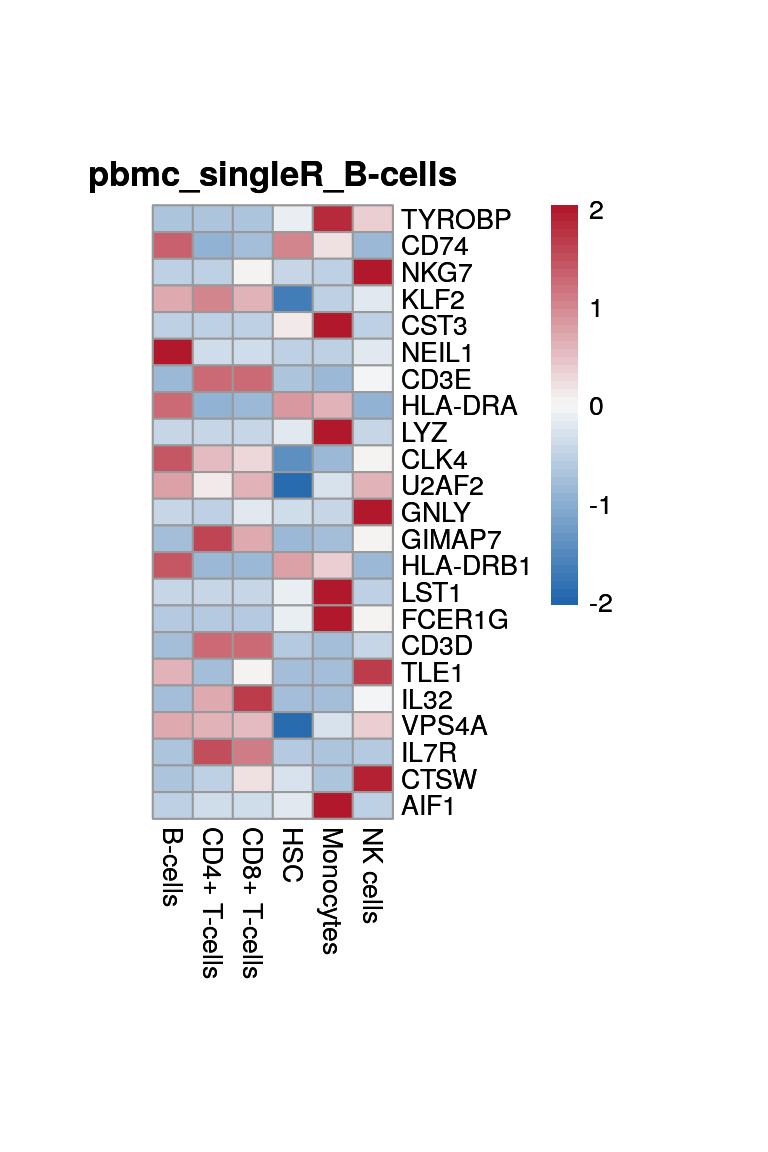 pbmc_singleR_B-cells
TYROBP
CD74
NKG7
KLF2
CST3
NEIL1
CD3E
HLA-DRA
LYZ
CLK4
U2AF2
GNLY
GIMAP7
HLA-DRB1
LST1
FCER1G
CD3D
TLE1
IL32
VPS4A
IL7R
CTSW
AIF1
2
1
0
-1
-2
B-cells
CD4+ T-cells
CD8+ T-cells
HSC
Monocytes
NK cells